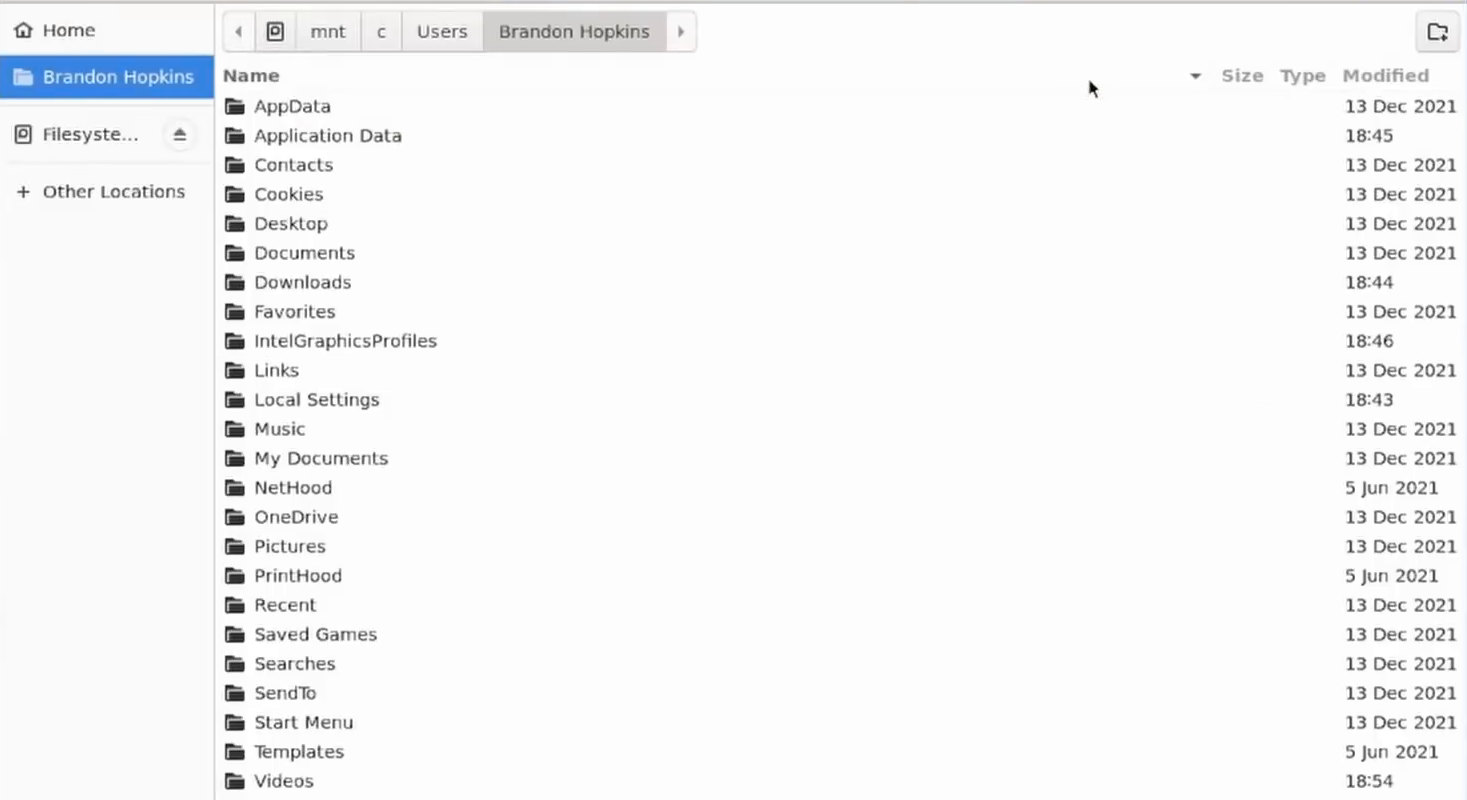 Home
Brandon Hopkins
Filesyste...
Other Locations
mnt c Users Brandon Hopkins
Name Size Type Modified
AppData 13 Dec 2021
Application Data 18:45
Contacts 13 Dec 2021
Cookies 13 Dec 2021
Desktop 13 Dec 2021
Documents 13 Dec 2021
Downloads 18:44
Favorites 13 Dec 2021
IntelGraphicsProfiles 18:46
Links 13 Dec 2021
Local Settings 18:43
Music 13 Dec 2021
My Documents 13 Dec 2021
NetHood 5 Jun 2021
OneDrive 13 Dec 2021
Pictures 13 Dec 2021
PrintHood 5 Jun 2021
Recent 13 Dec 2021
Saved Games 13 Dec 2021
Searches 13 Dec 2021
SendTo 13 Dec 2021
Start Menu 13 Dec 2021
Templates 5 Jun 2021
Videos 18:54